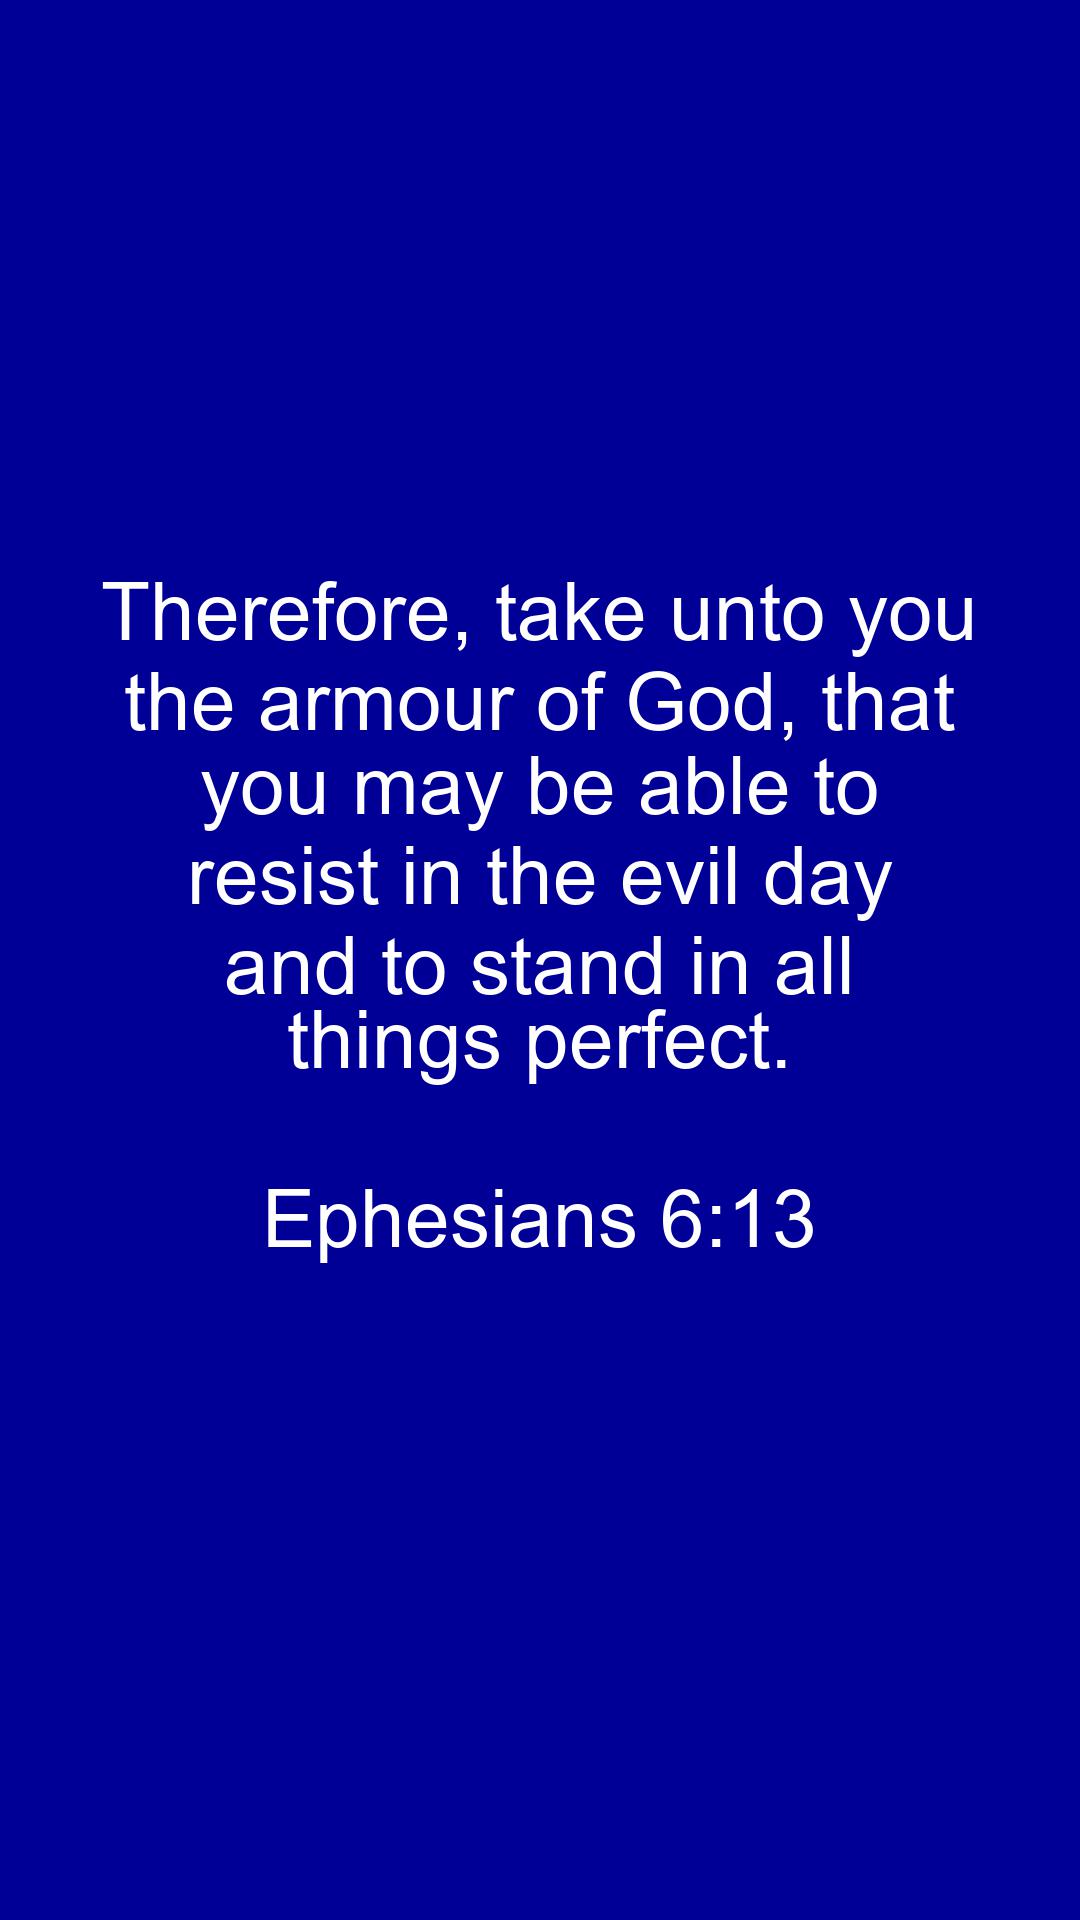 Therefore, take unto you
the armour of God, that
you may be able to
resist in the evil day
and to stand in all
things perfect.
Ephesians 6:13